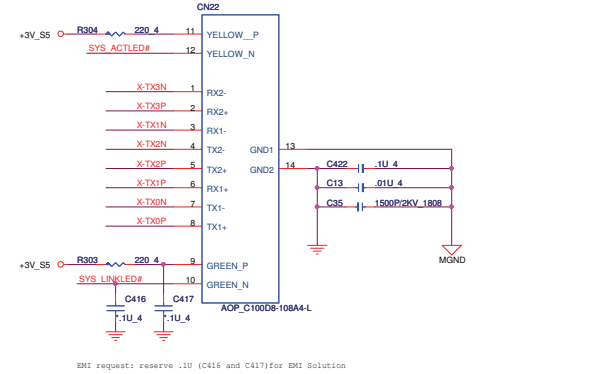 CN22
+3V_S5 R304 220_4 11 YELLOW__P
SYS_ACTLED# 12 YELLOW_N
X-TX3N 1 RX2-
X-TX3P 2 RX2+
X-TX1N 3 RX1-
X-TX2N 4 TX2- GND1 13
X-TX2P 5 TX2+ GND2 14 C422 .1U_4
X-TX1P 6 RX1+ C13 .01U_4
X-TX0N 7 TX1- C35 1500P/2KV_1808
X-TX0P 8 TX1+
MGND
+3V_S5 R303 220_4 9 GREEN_P
SYS_LINKLED# 10 GREEN_N
C416 C417
*.1U_4 *.1U_4
AOP_C100D8-108A4-L
EMI request: reserve .1U (C416 and C417)for EMI Solution